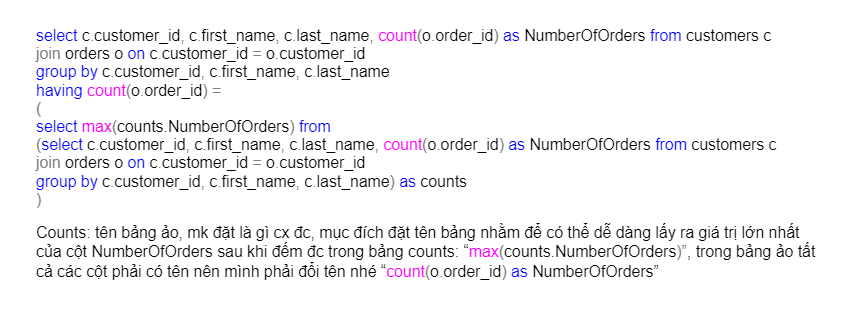 select c.customer_id, c.first_name, c.last_name, count(o.order_id) as NumberOfOrders from customers c
join orders o on c.customer_id = o.customer_id
group by c.customer_id, c.first_name, c.last_name
having count(o.order_id) =
(
select max(counts.NumberOfOrders) from
(select c.customer_id, c.first_name, c.last_name, count(o.order_id) as NumberOfOrders from customers c
join orders o on c.customer_id = o.customer_id
group by c.customer_id, c.first_name, c.last_name) as counts
)
Counts: tên bảng ảo, mk đặt là gì cx đc, mục đích đặt tên bảng nhằm để có thể dễ dàng lấy ra giá trị lớn nhất
của cột NumberOfOrders sau khi đếm đc trong bảng counts: “max(counts.NumberOfOrders)”, trong bảng ảo tất
cả các cột phải có tên nên mình phải đổi tên nhé “count(o.order_id) as NumberOfOrders”